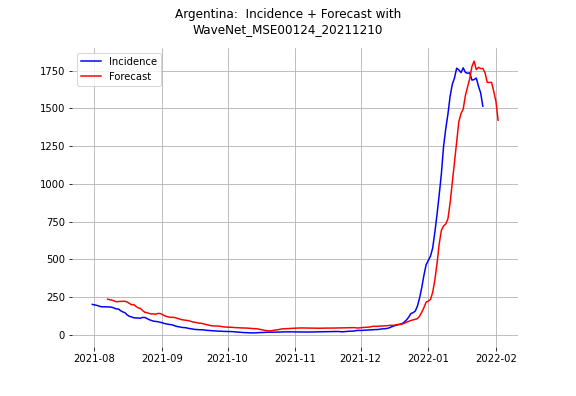 Argentina:  Incidence + Forecast with
WaveNet_MSE00124_20211210
Incidence
Forecast
1750
1500
1250
1000
750
500
250
0
2021-08 2021-09 2021-10 2021-11 2021-12 2022-01 2022-02